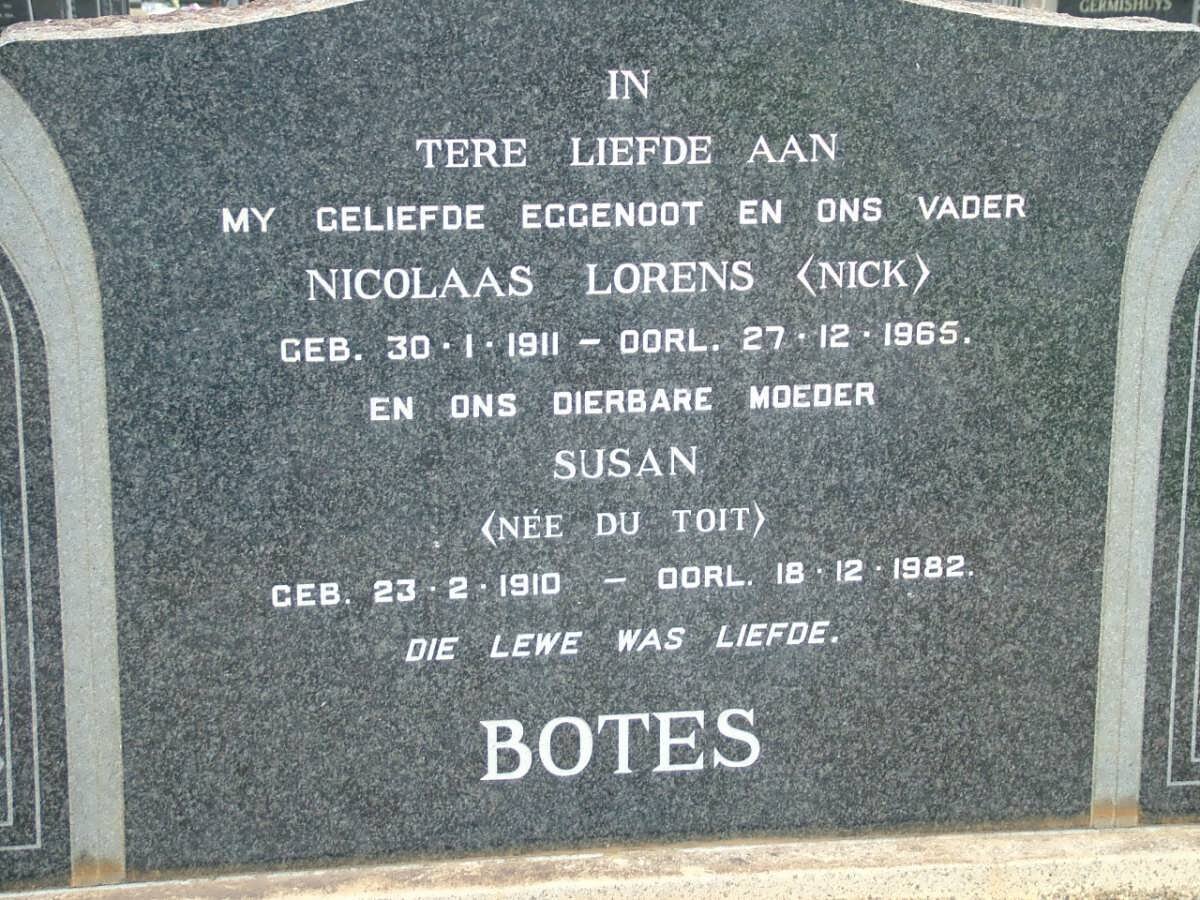 GERMISHUYS
IN
TERE LIEFDE AAN
MY GELIEFDE EGGENOOT EN ONS VADER
NICOLAAS LORENS (NICK)
GEB. 30·1·1911 – OORL. 27·12·1965.
EN ONS DIERBARE MOEDER
SUSAN
(NÉE DU TOIT)
GEB. 23·2·1910 – OORL. 18·12·1982.
DIE LEWE WAS LIEFDE.
BOTES